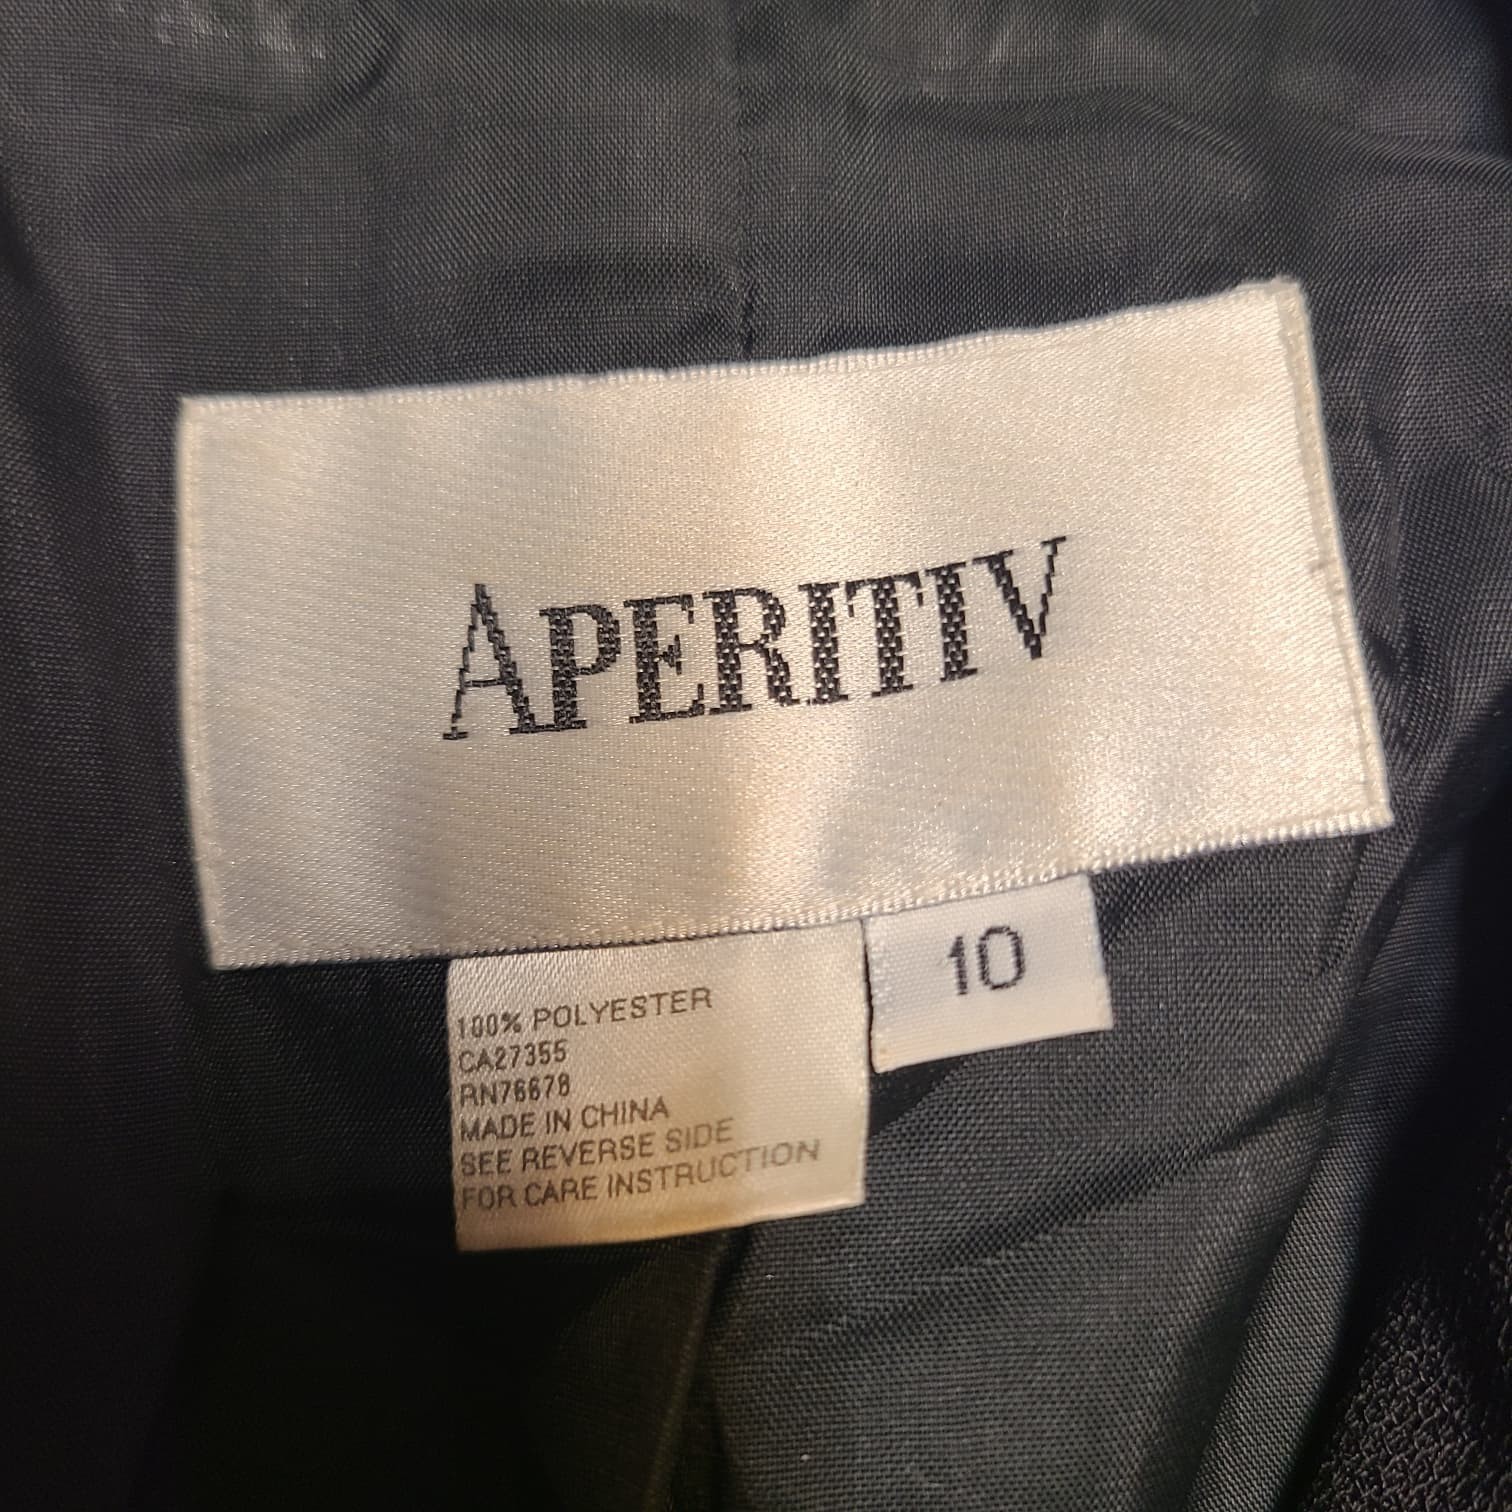 APERITIV
10
100% POLYESTER
CA27355
RN76678
MADE IN CHINA
SEE REVERSE SIDE
FOR CARE INSTRUCTION